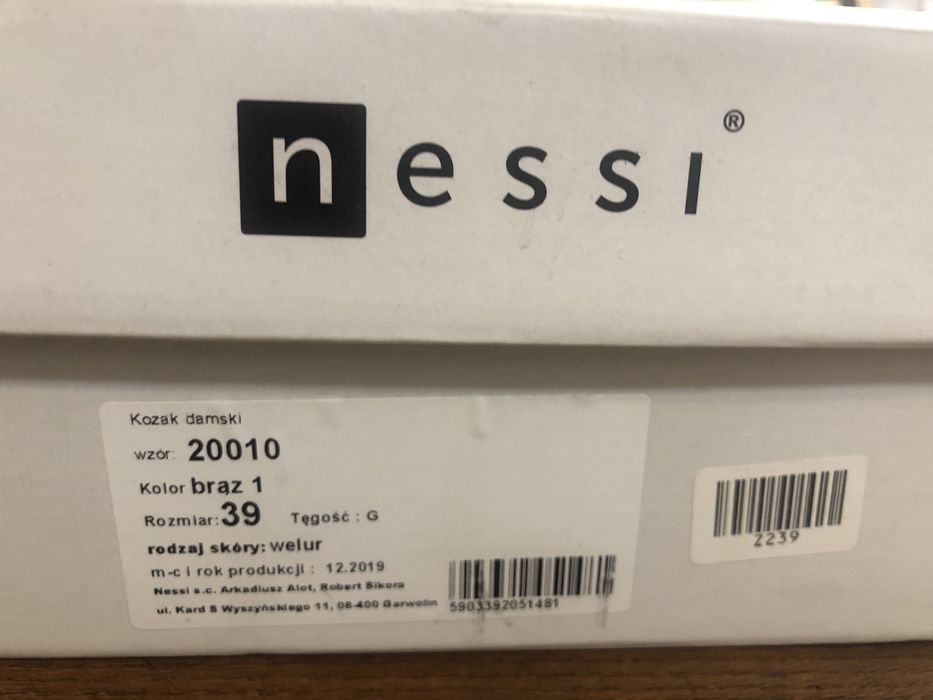 nessi®
Kozak damski
wzór: 20010
Kolor brąz 1
Rozmiar: 39 Tęgość : G
rodzaj skóry: welur
m-c i rok produkcji : 12.2019
Nessi s.c. Arkadiusz Alot, Robert Sikora
ul. Kard S Wyszyńskiego 11, 08-400 Garwolin
5903392051481
2239